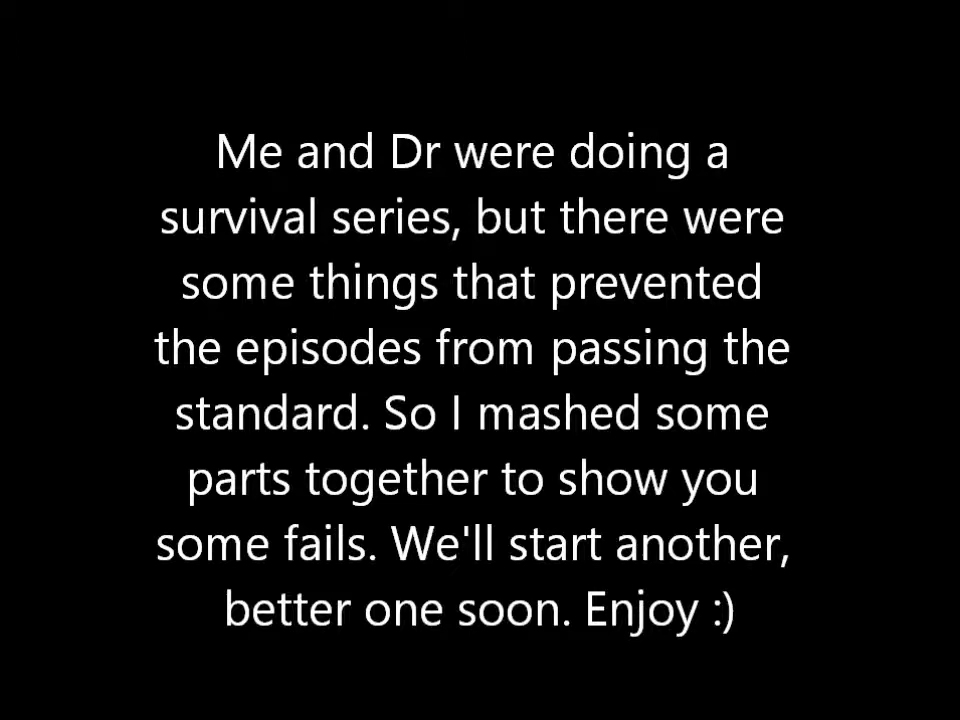 Me and Dr were doing a
survival series, but there were
some things that prevented
the episodes from passing the
standard. So I mashed some
parts together to show you
some fails. We'll start another,
better one soon. Enjoy :)